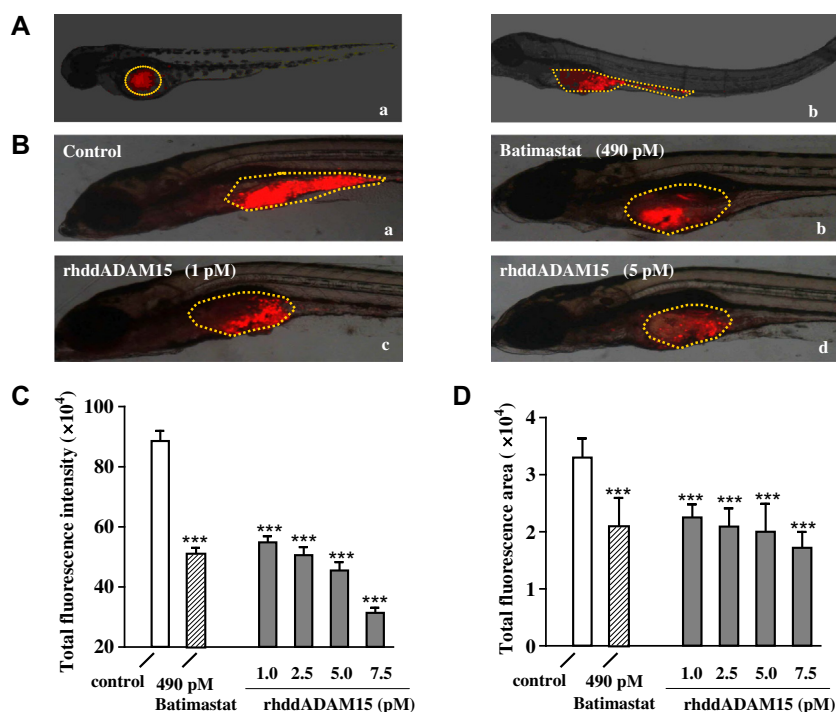 A
a
b
B
Control
a
Batimastat (490 pM)
b
rhddADAM15 (1 pM)
c
rhddADAM15 (5 pM)
d
C
Total fluorescence intensity (×10⁴)
100
80
60
40
20
***
***
***
***
***
control
490 pM
Batimastat
1.0 2.5 5.0 7.5
rhddADAM15 (pM)
D
Total fluorescence area ( ×10⁴)
4
3
2
1
0
***
***
***
***
***
control
490 pM
Batimastat
1.0 2.5 5.0 7.5
rhddADAM15 (pM)